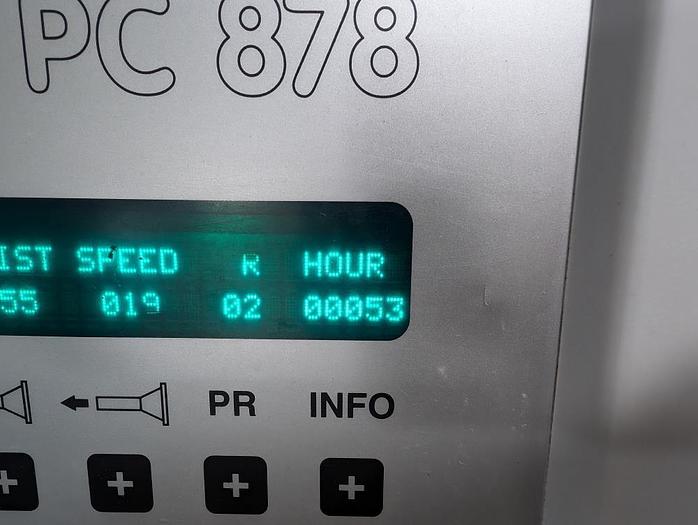 PC 878
IST SPEED R HOUR
55 019 02 00053
PR INFO
+ + + +